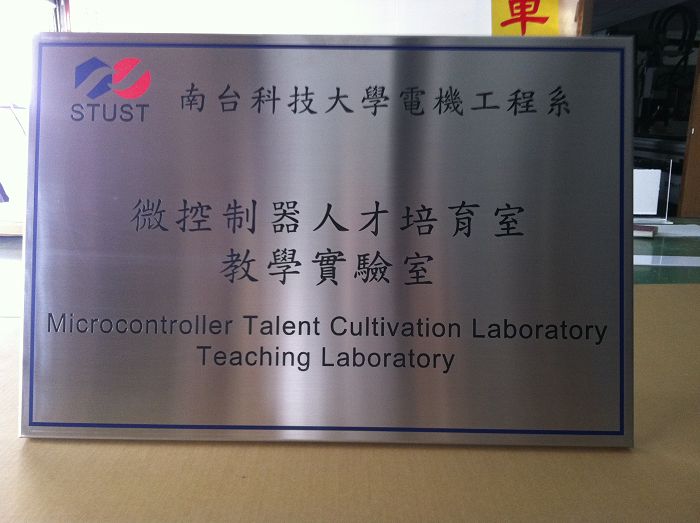 車
STUST 南台科技大學電機工程系
微控制器人才培育室
教學實驗室
Microcontroller Talent Cultivation Laboratory
Teaching Laboratory